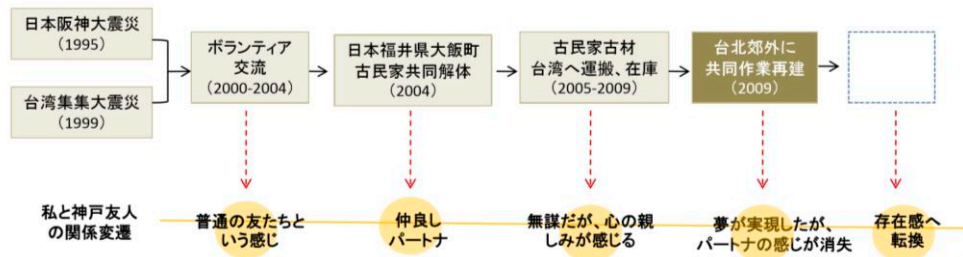 日本阪神大震災
(1995)
台湾集集大震災
(1999)
ボランティア
交流
(2000-2004)
日本福井県大飯町
古民家共同解体
(2004)
古民家古材
台湾へ運搬、在庫
(2005-2009)
台北郊外に
共同作業再建
(2009)
私と神戸友人
の関係変遷
普通の友たちと
いう感じ
仲良し
パートナ
無謀だが、心の親
しみが感じる
夢が実現したが、
パートナの感じが消失
存在感へ
転換